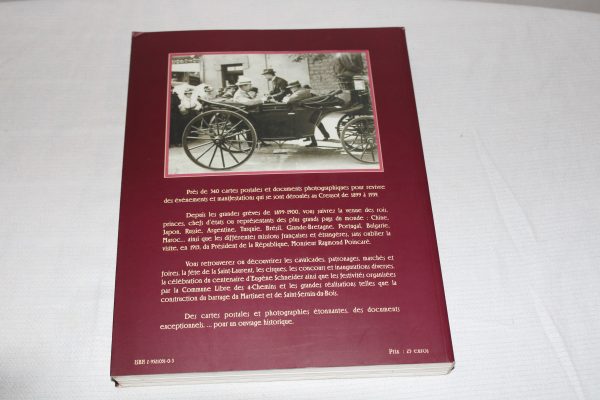 Près de 340 cartes postales et documents photographiques pour revivre
des événements et manifestations qui se sont déroulés au Creusot de 1899 à 1939.
Depuis les grandes grèves de 1899-1900, vous suivrez la venue des rois,
princes, chefs d'états ou représentants des plus grands pays du monde : Chine,
Japon, Russie, Argentine, Turquie, Brésil, Grande-Bretagne, Portugal, Bulgarie,
Maroc... ainsi que les différentes missions françaises et étrangères, sans oublier la
visite, en 1913, du Président de la République, Monsieur Raymond Poincaré.
Vous retrouverez ou découvrirez les cavalcades, patronages, marchés et
foires, la fête de la Saint-Laurent, les cirques, les concours et inaugurations diverses,
la célébration du centenaire d'Eugène Schneider ainsi que les festivités organisées
par la Commune Libre des 4-Chemins et les grandes réalisations telles que la
construction du barrage du Martinet et de Saint-Sernin-du-Bois.
Des cartes postales et photographies étonnantes, des documents
exceptionnels, ... pour un ouvrage historique.
ISBN
Prix : 25 euros